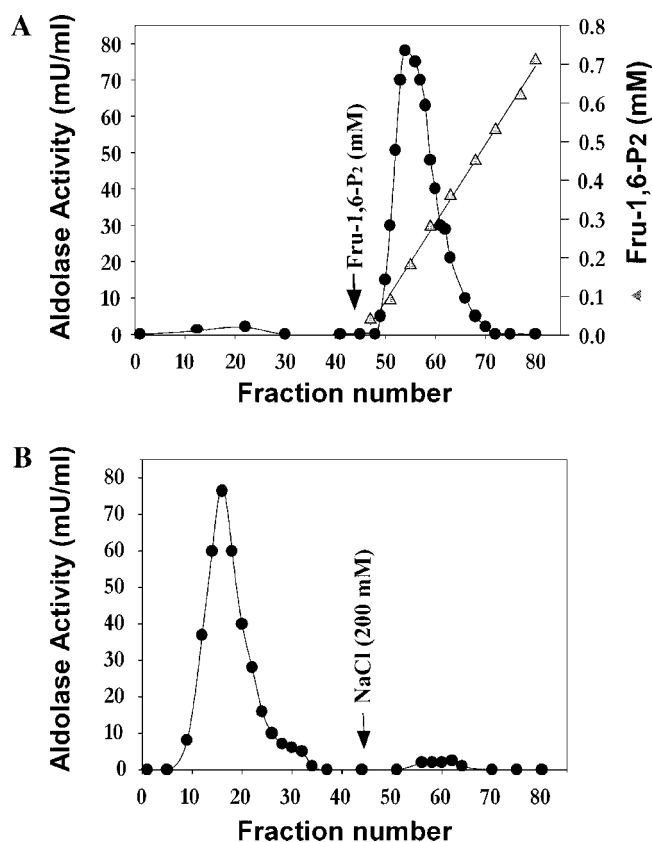 A
Aldolase Activity (mU/ml)
80
70
60
50
40
30
20
10
0
Fru-1,6-P2 (mM)
0.8
0.7
0.6
0.5
0.4
0.3
0.2
0.1
0.0
Fru-1,6-P2 (mM)
0 10 20 30 40 50 60 70 80
Fraction number
B
Aldolase Activity (mU/ml)
80
70
60
50
40
30
20
10
0
NaCl (200 mM)
0 10 20 30 40 50 60 70 80
Fraction number